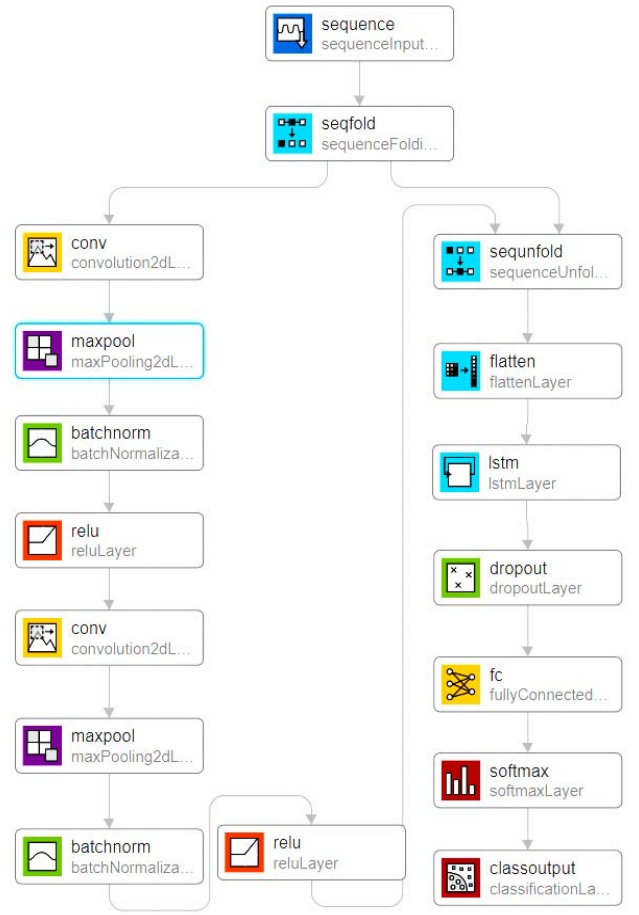 sequence
sequenceInput...
seqfold
sequenceFoldi...
conv
convolution2dL...
maxpool
maxPooling2dL...
batchnorm
batchNormaliza...
relu
reluLayer
conv
convolution2dL...
maxpool
maxPooling2dL...
batchnorm
batchNormaliza...
relu
reluLayer
sequnfold
sequenceUnfol...
flatten
flattenLayer
lstm
lstmLayer
dropout
dropoutLayer
fc
fullyConnected...
softmax
softmaxLayer
classoutput
classificationLa...